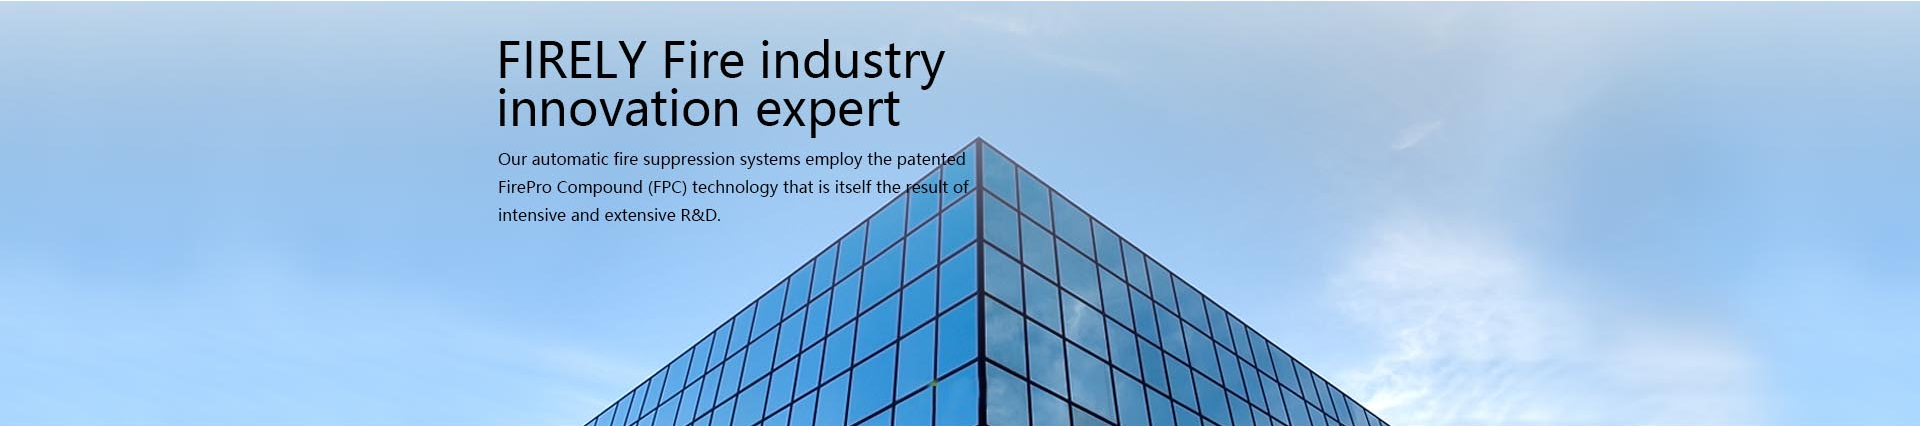 FIRELY Fire industry
innovation expert
Our automatic fire suppression systems employ the patented
FirePro Compound (FPC) technology that is itself the result of
intensive and extensive R&D.